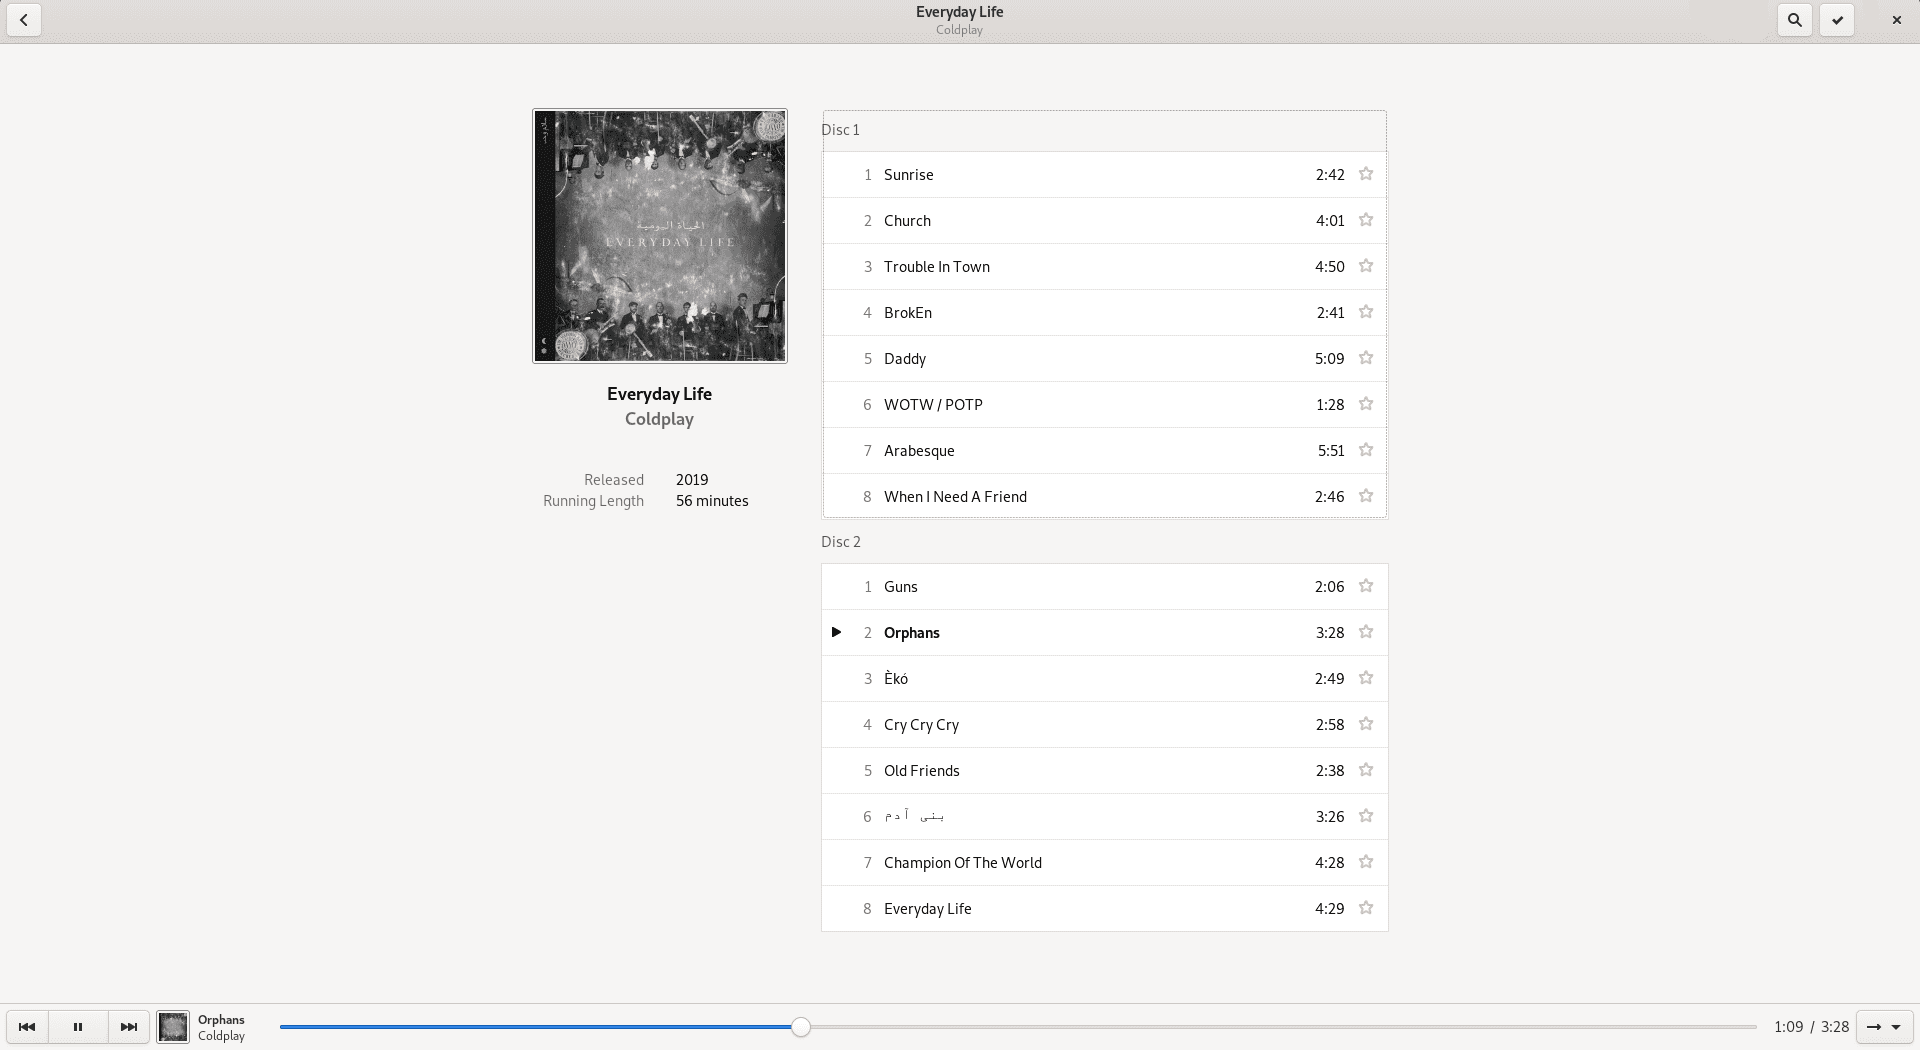 Everyday Life
Coldplay
الحياة اليومية
EVERYDAY LIFE
Everyday Life
Coldplay
Released 2019
Running Length 56 minutes
Disc 1
1 Sunrise 2:42
2 Church 4:01
3 Trouble In Town 4:50
4 BrokEn 2:41
5 Daddy 5:09
6 WOTW / POTP 1:28
7 Arabesque 5:51
8 When I Need A Friend 2:46
Disc 2
1 Guns 2:06
2 Orphans 3:28
3 Èkó 2:49
4 Cry Cry Cry 2:58
5 Old Friends 2:38
6 بنی آدم 3:26
7 Champion Of The World 4:28
8 Everyday Life 4:29
Orphans
Coldplay
1:09 / 3:28